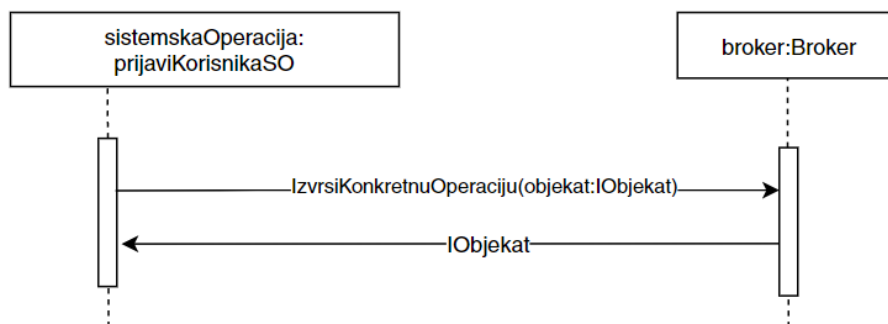 sistemskaOperacija:
prijaviKorisnikaSO
broker:Broker
IzvrsiKonkretnuOperaciju(objekat:IObjekat)
IObjekat